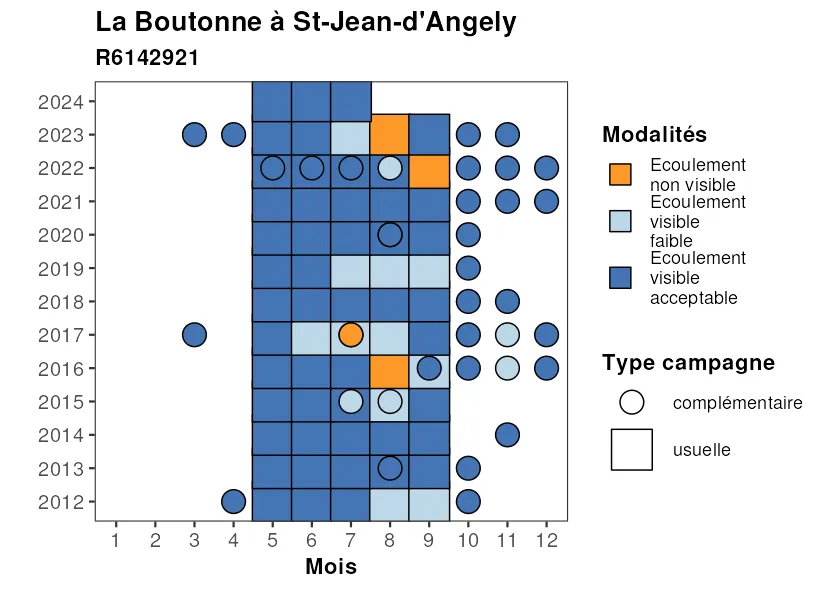 La Boutonne à St-Jean-d'Angely
R6142921
2024
2023
2022
2021
2020
2019
2018
2017
2016
2015
2014
2013
2012
1 2 3 4 5 6 7 8 9 10 11 12
Mois
Modalités
Ecoulement
non visible
Ecoulement
visible
faible
Ecoulement
visible
acceptable
Type campagne
complémentaire
usuelle